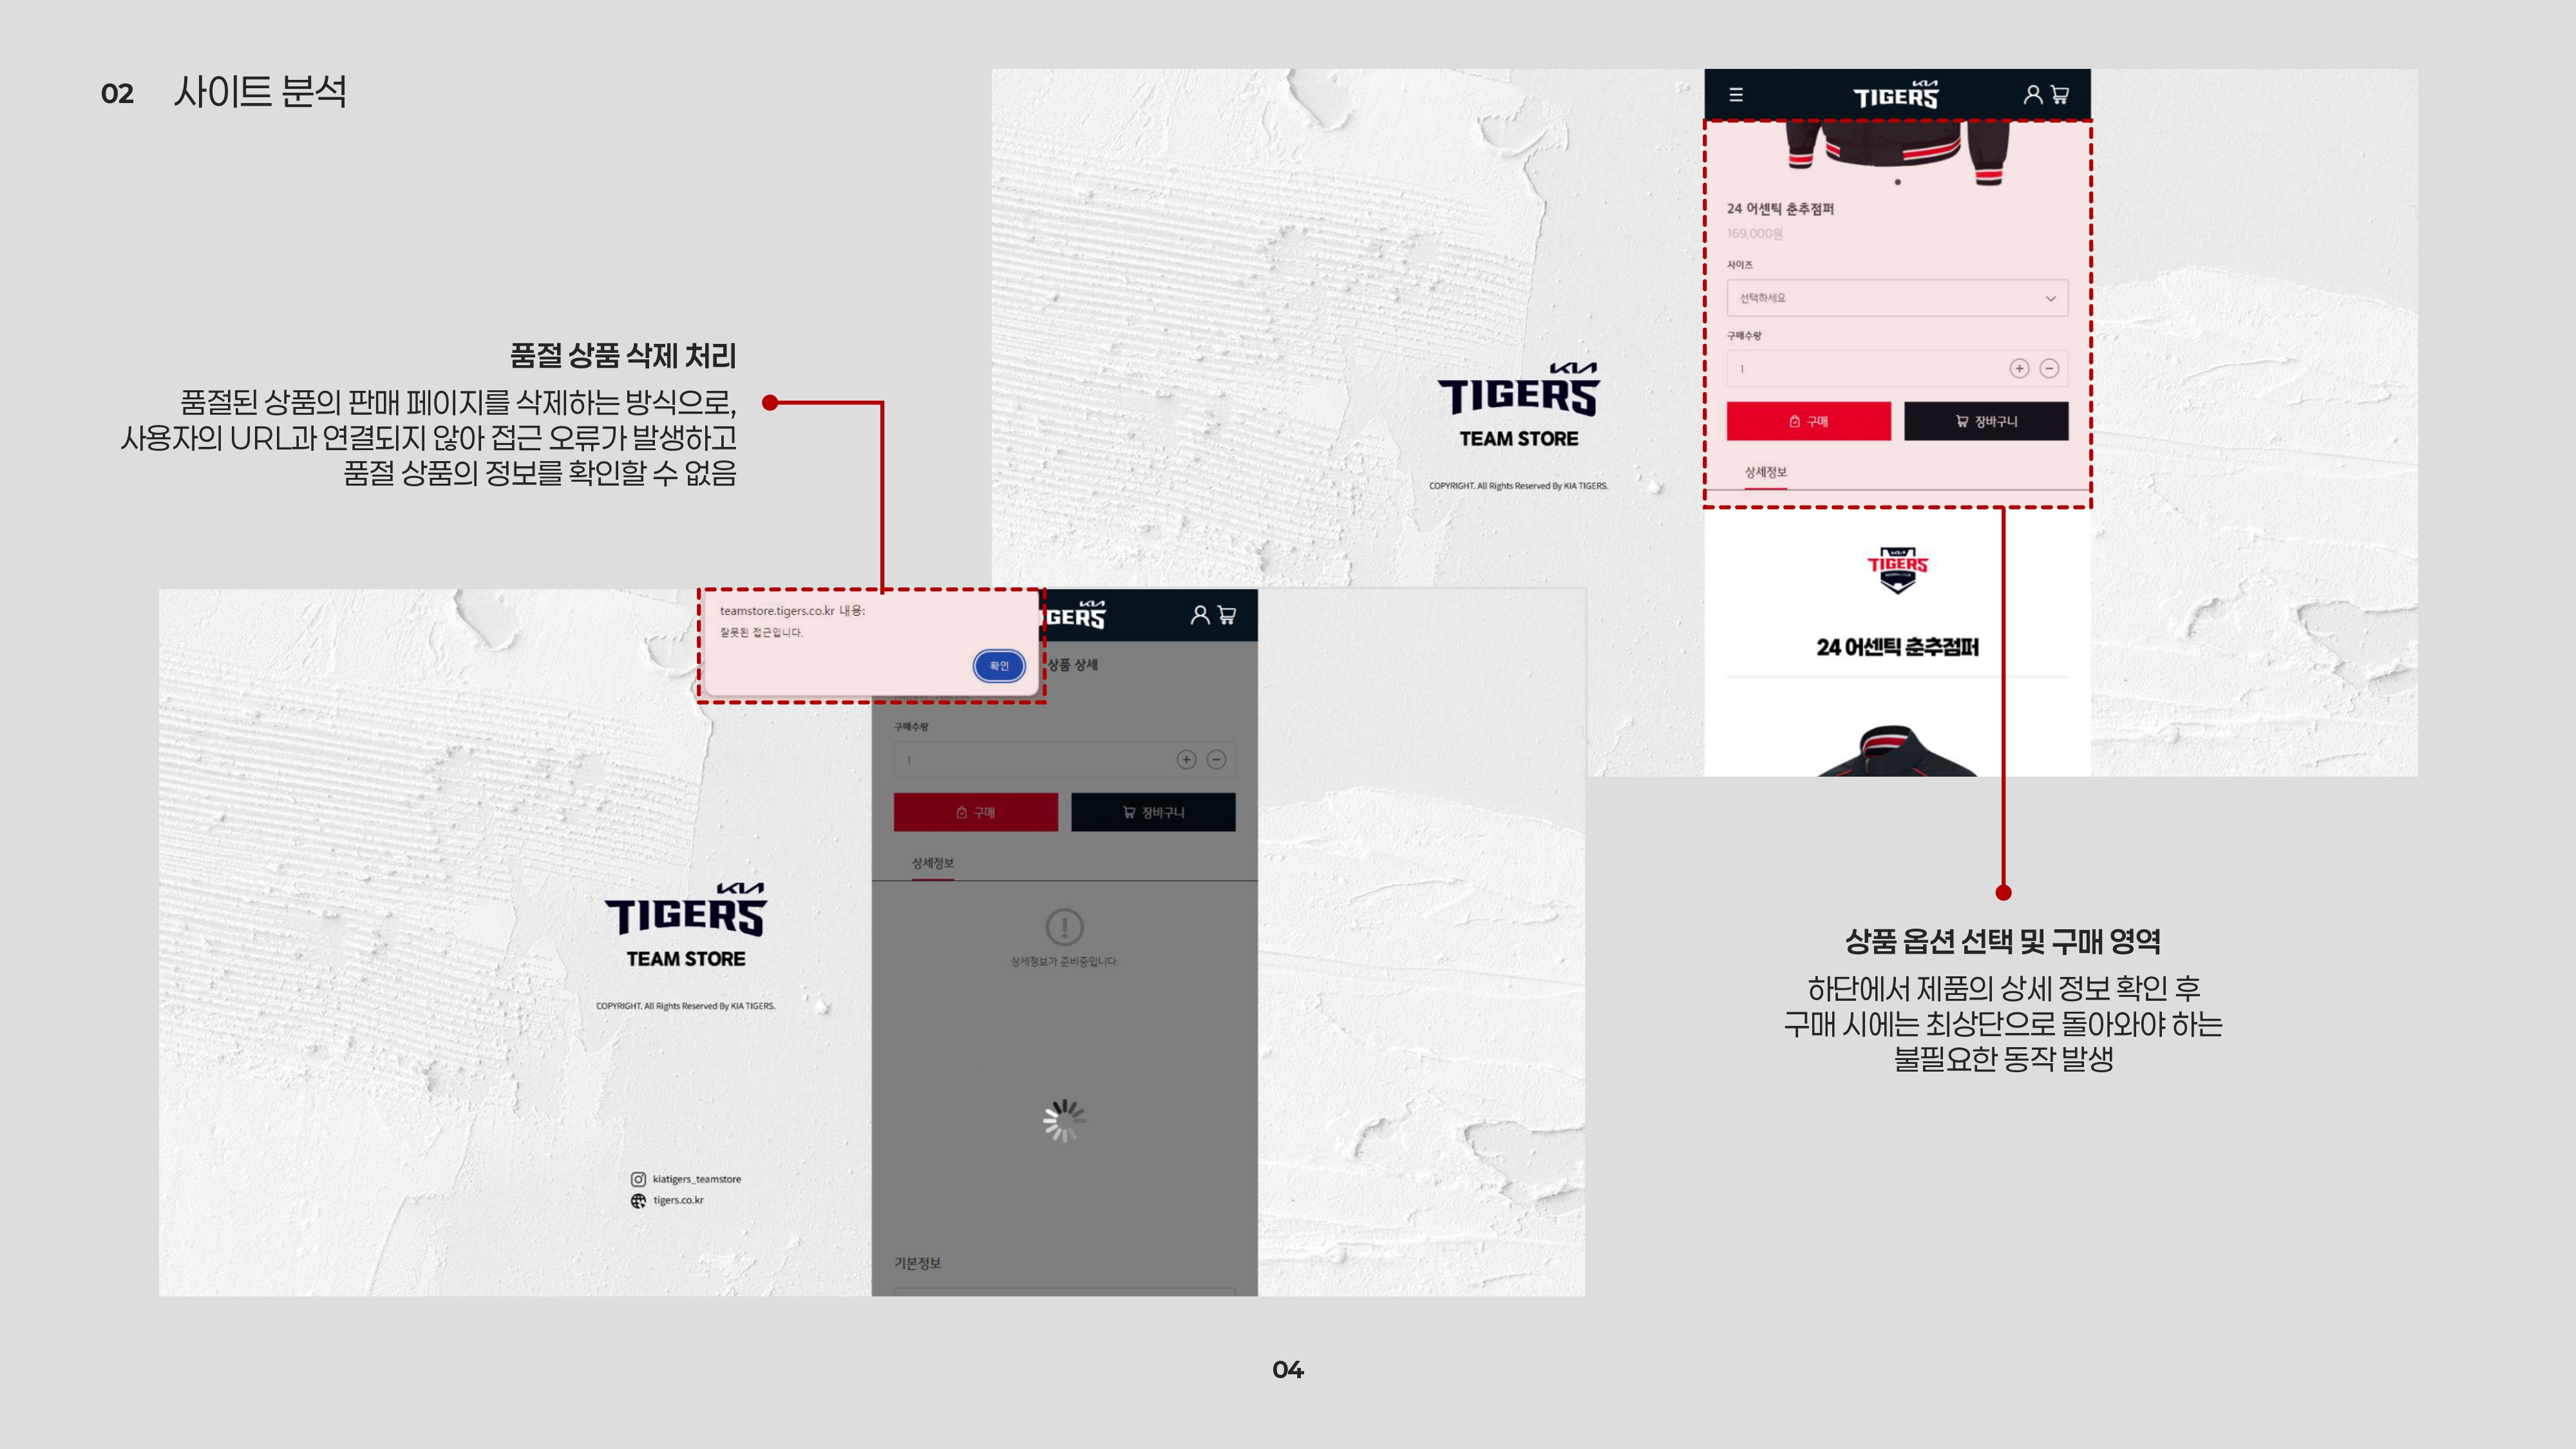 02 사이트 분석
품절 상품 삭제 처리
품절된 상품의 판매 페이지를 삭제하는 방식으로,
사용자의 URL과 연결되지 않아 접근 오류가 발생하고
품절 상품의 정보를 확인할 수 없음
KIA
TIGERS
TEAM STORE
COPYRIGHT. All Rights Reserved By KIA TIGERS.
KIA
TIGERS
24 어센틱 춘추점퍼
169,000원
사이즈
선택하세요
구매수량
1
구매
장바구니
상세정보
KIA
TIGERS
24 어센틱 춘추점퍼
상품 옵션 선택 및 구매 영역
하단에서 제품의 상세 정보 확인 후
구매 시에는 최상단으로 돌아와야 하는
불필요한 동작 발생
teamstore.tigers.co.kr 내용:
잘못된 접근입니다.
확인
KIA
GERS
상품 상세
구매수량
1
구매
장바구니
상세정보
상세정보가 준비중입니다.
기본정보
KIA
TIGERS
TEAM STORE
COPYRIGHT. All Rights Reserved By KIA TIGERS.
kiatigers_teamstore
tigers.co.kr
04